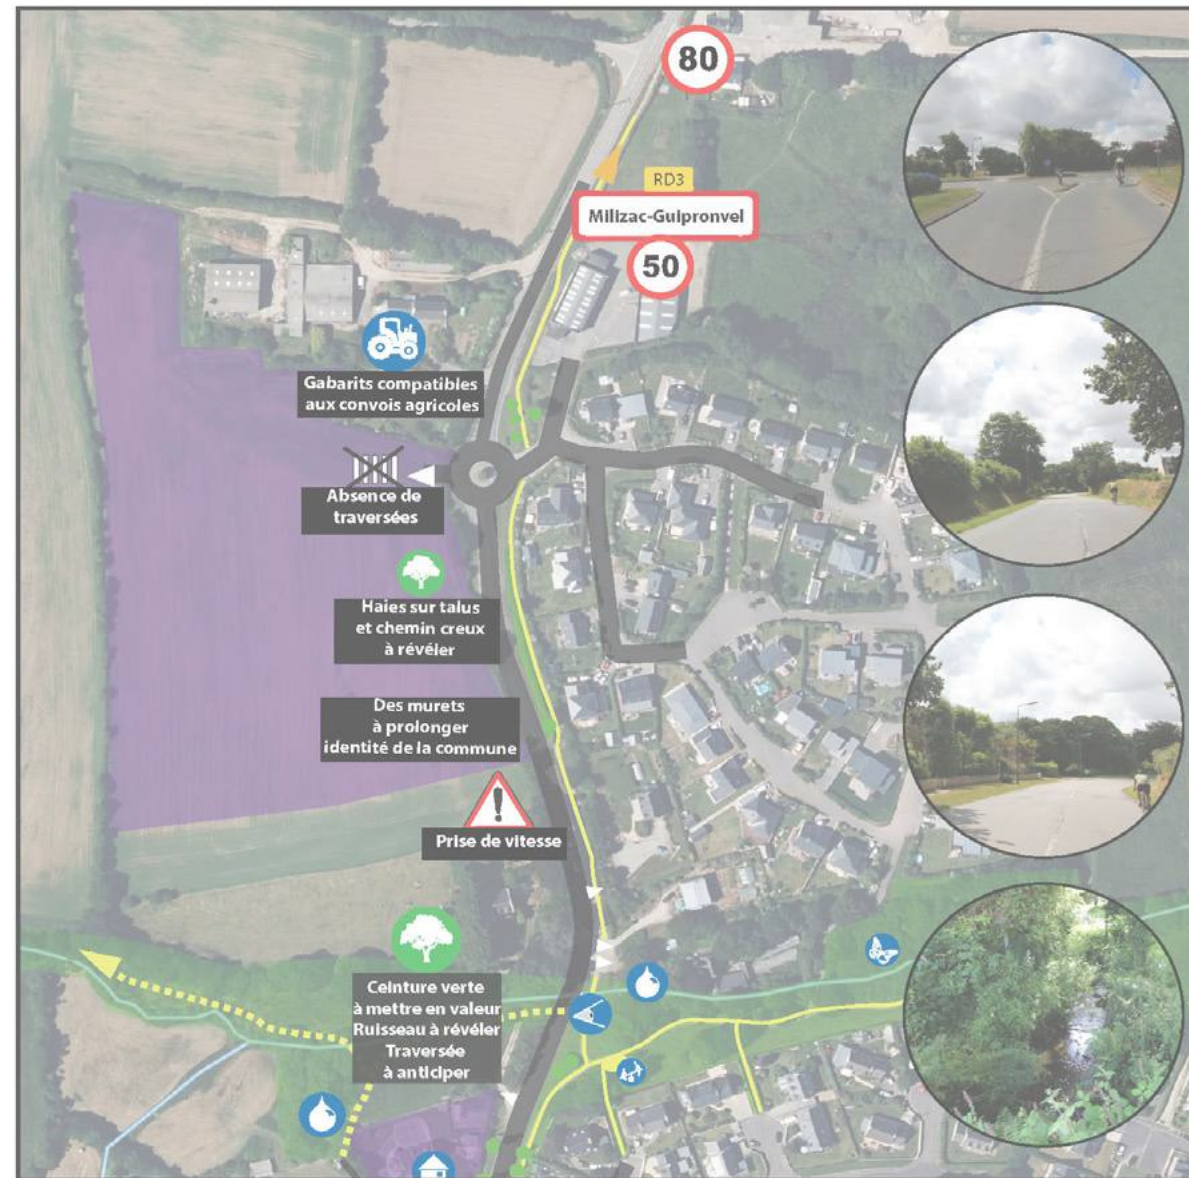 80
RD3
Milizac-Guipronvel
50
Gabarits compatibles
aux convois agricoles
Absence de
traversées
Haies sur talus
et chemin creux
à révéler
Des murets
à prolonger
identité de la commune
Prise de vitesse
Ceinture verte
à mettre en valeur
Ruisseau à révéler
Traversée
à anticiper